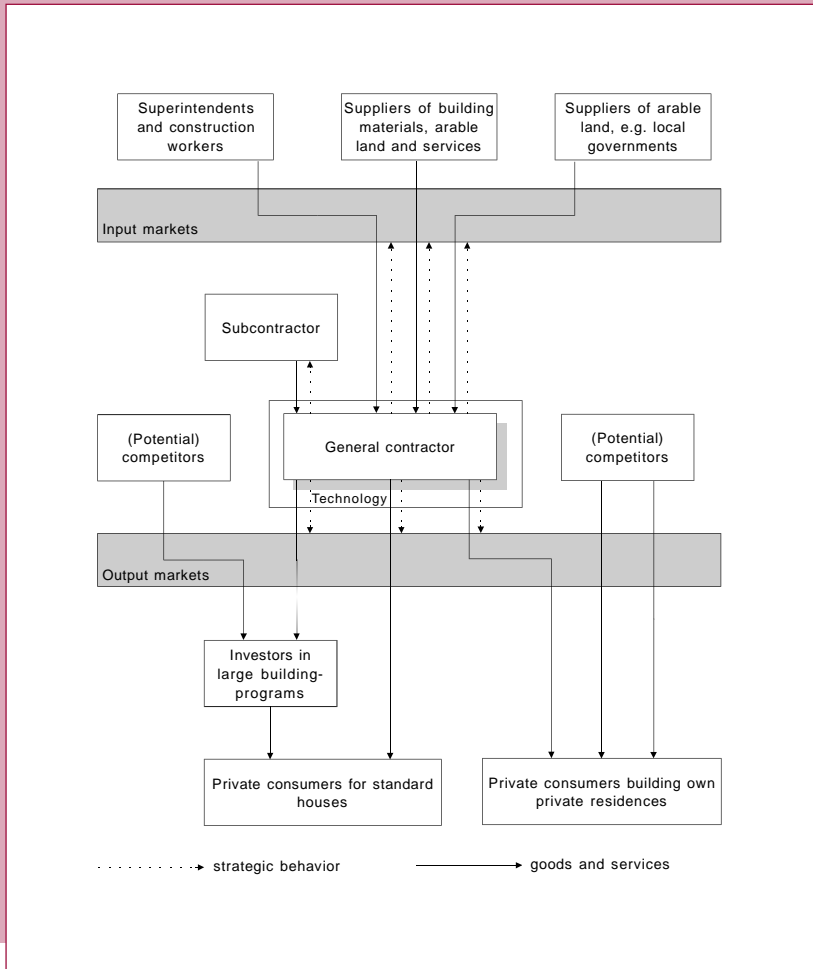 Superintendents
and construction
workers
Suppliers of building
materials, arable
land and services
Suppliers of arable
land, e.g. local
governments
Input markets
Subcontractor
(Potential)
competitors
General contractor
(Potential)
competitors
Technology
Output markets
Investors in
large building-
programs
Private consumers for standard
houses
Private consumers building own
private residences
strategic behavior
goods and services